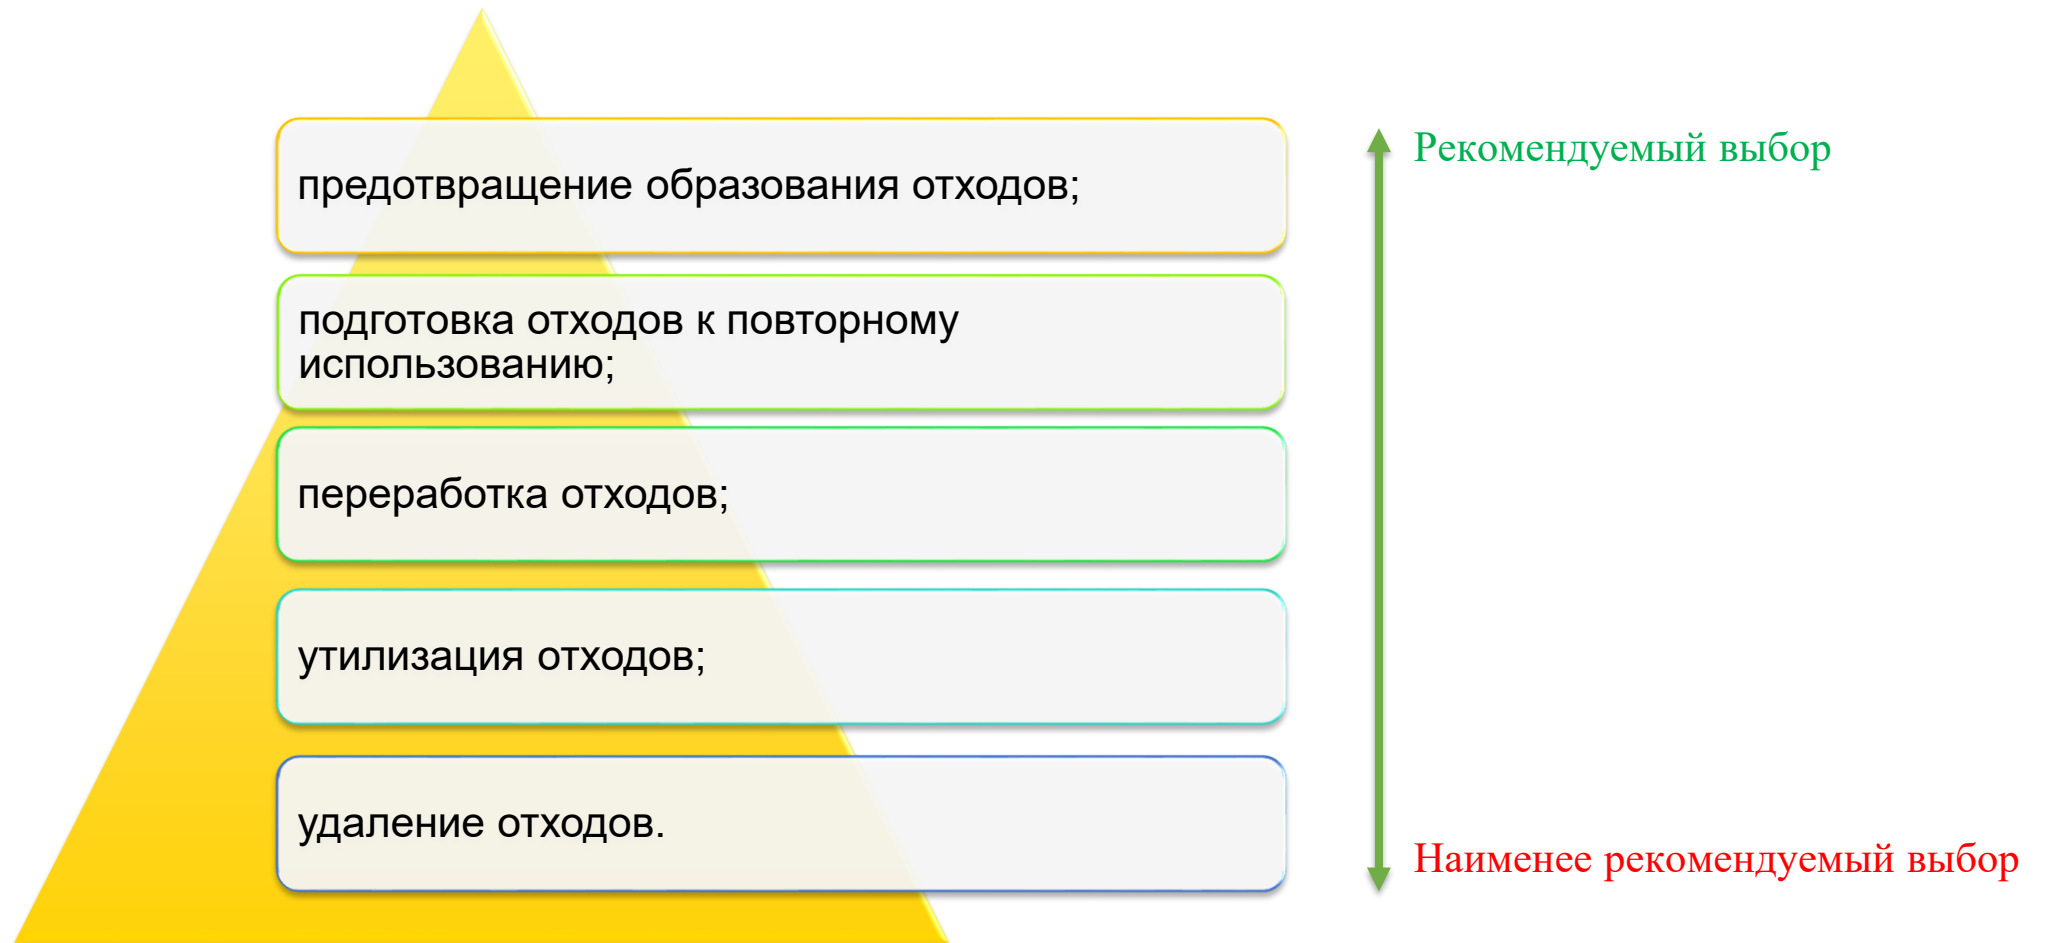 предотвращение образования отходов;
Рекомендуемый выбор
подготовка отходов к повторному
использованию;
переработка отходов;
утилизация отходов;
удаление отходов.
Наименее рекомендуемый выбор